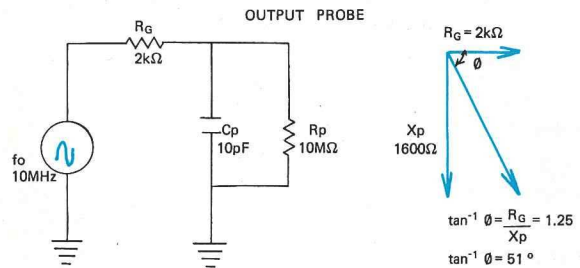 OUTPUT PROBE
RG
2kΩ
Cp
10pF
Rp
10MΩ
fo
10MHz
RG = 2kΩ
Ø
Xp
1600Ω
tan⁻¹ Ø = RG / Xp = 1.25
tan⁻¹ Ø = 51 º